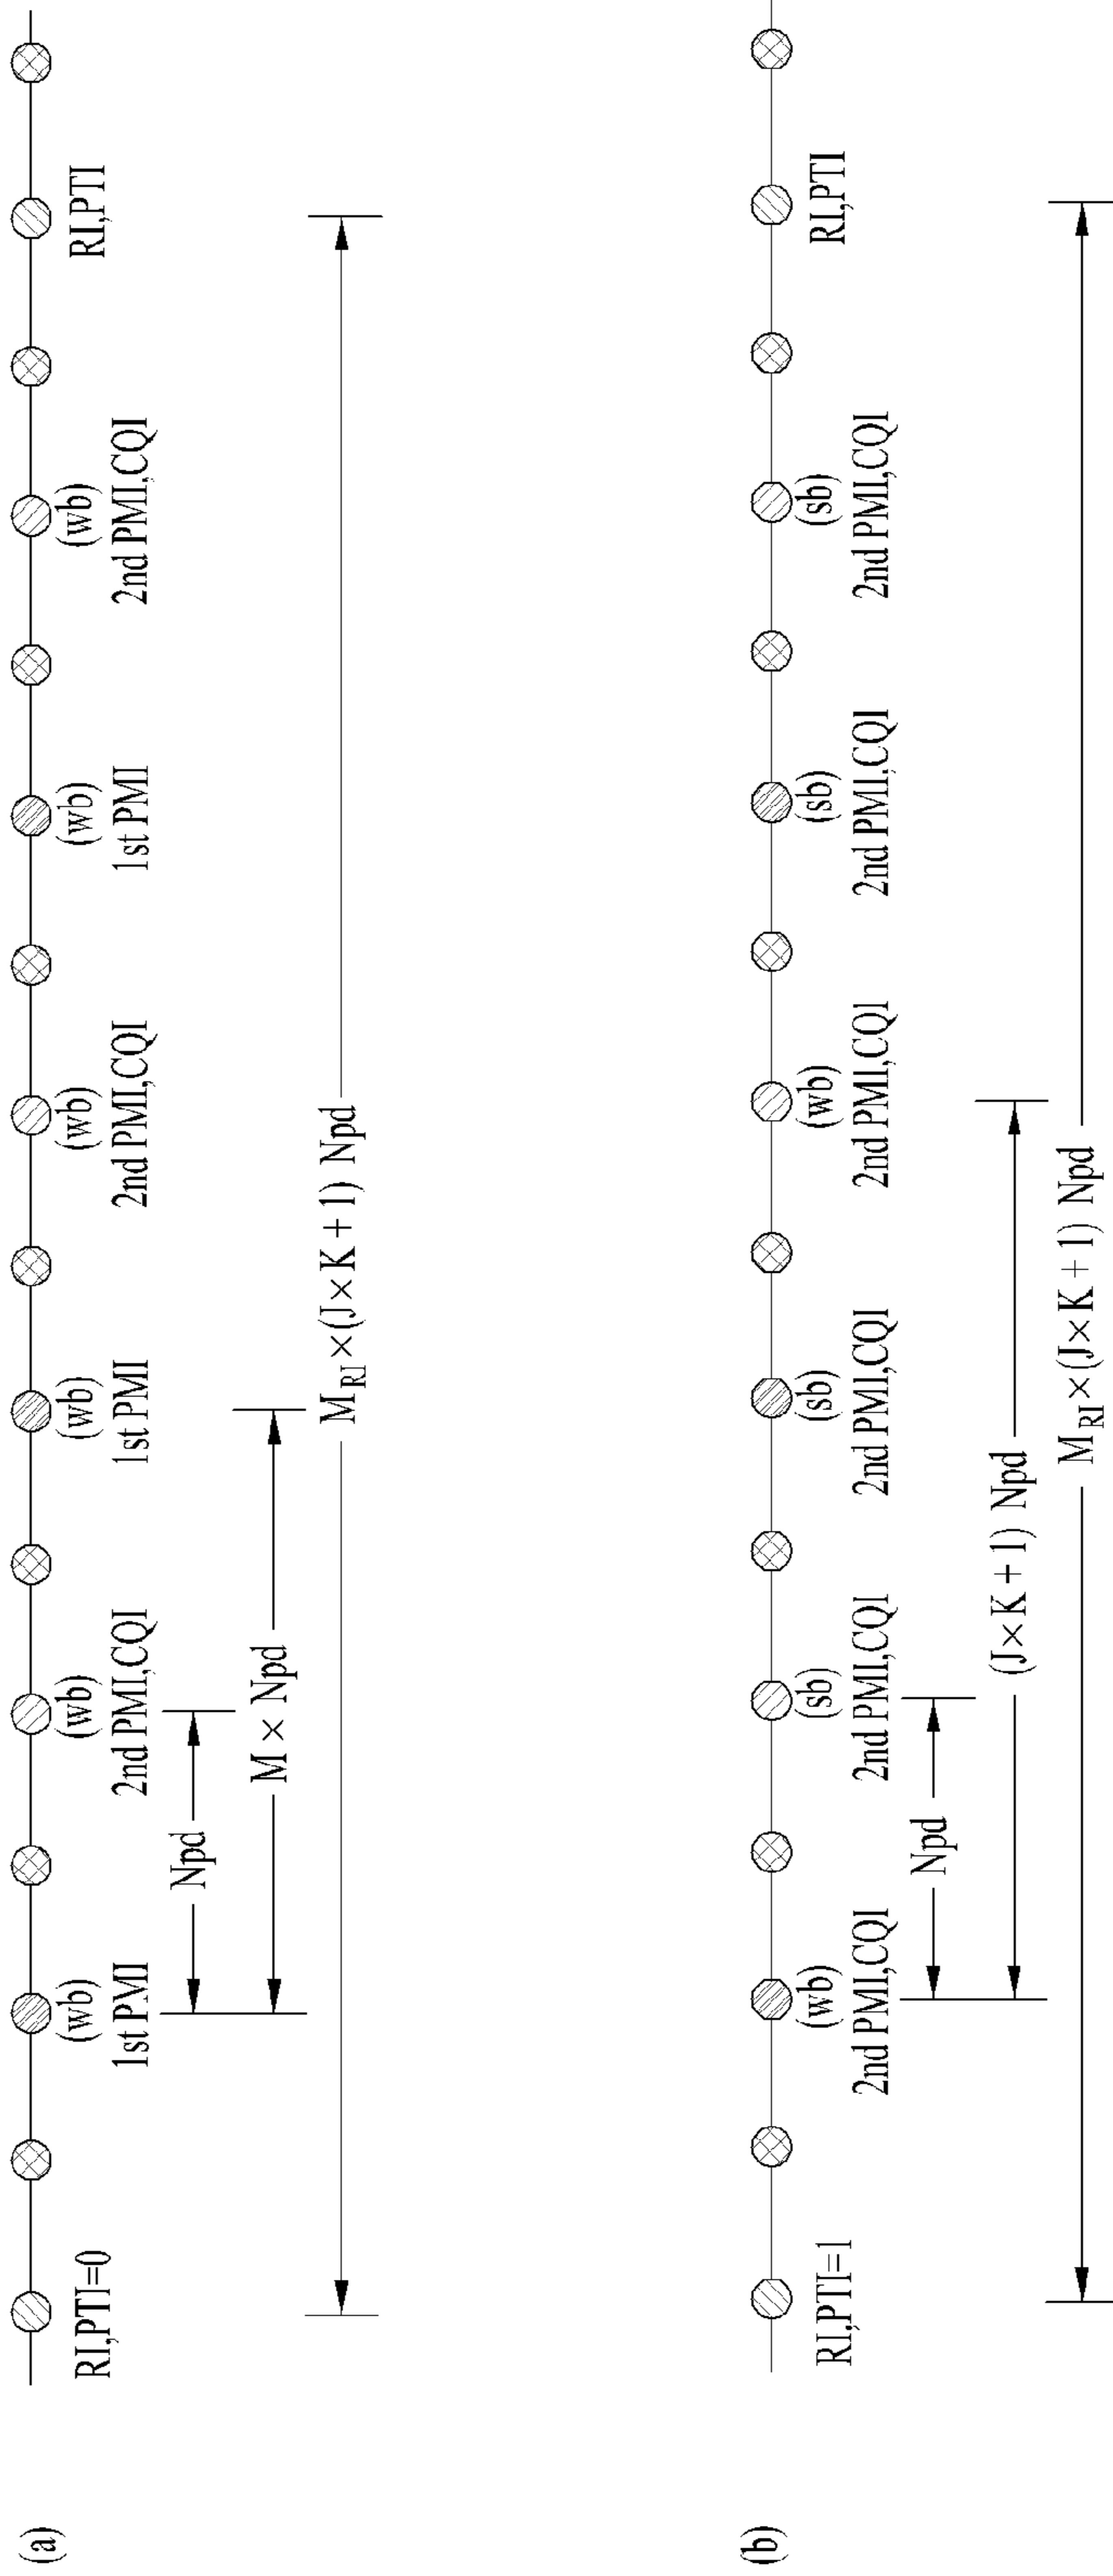 (a)
RI,PTI=0
(wb)
1st PMI
(wb)
2nd PMI,CQI
(wb)
1st PMI
(wb)
2nd PMI,CQI
(wb)
1st PMI
(wb)
2nd PMI,CQI
RI,PTI
Npd
M × Npd
M_RI × (J×K + 1) Npd
(b)
RI,PTI=1
(wb)
2nd PMI,CQI
(sb)
2nd PMI,CQI
(sb)
2nd PMI,CQI
(wb)
2nd PMI,CQI
(sb)
2nd PMI,CQI
(sb)
2nd PMI,CQI
RI,PTI
Npd
(J×K + 1) Npd
M_RI × (J×K + 1) Npd